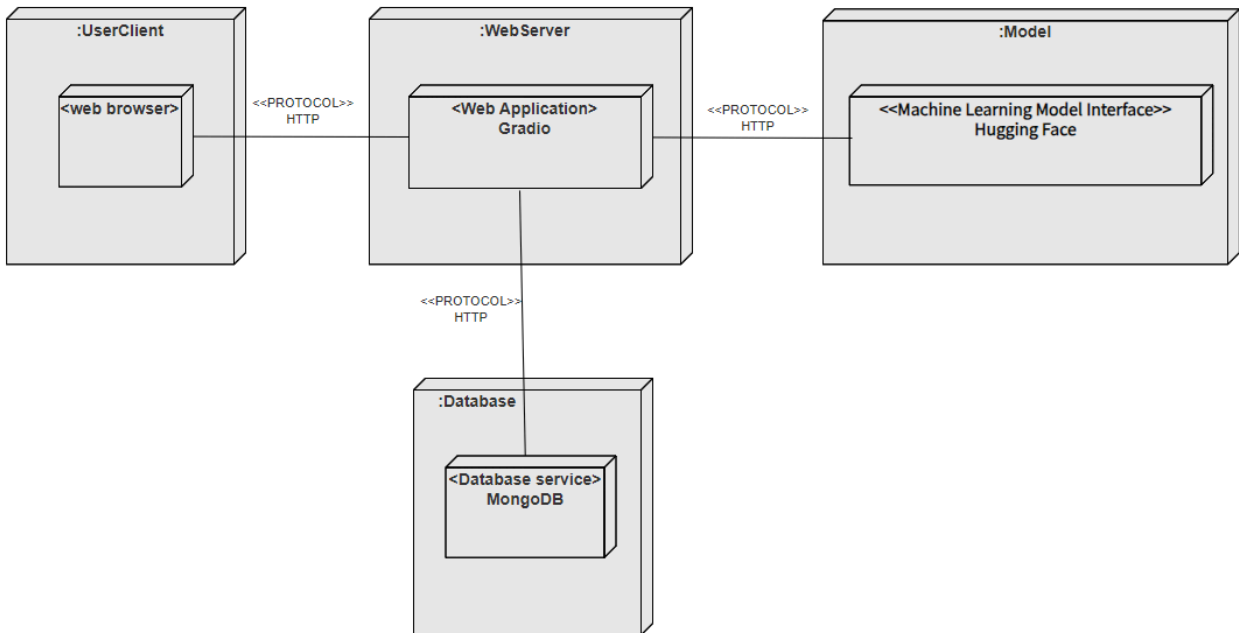 :UserClient
<web browser>
<<PROTOCOL>>
HTTP
:WebServer
<Web Application>
Gradio
<<PROTOCOL>>
HTTP
:Model
<<Machine Learning Model Interface>>
Hugging Face
<<PROTOCOL>>
HTTP
:Database
<Database service>
MongoDB